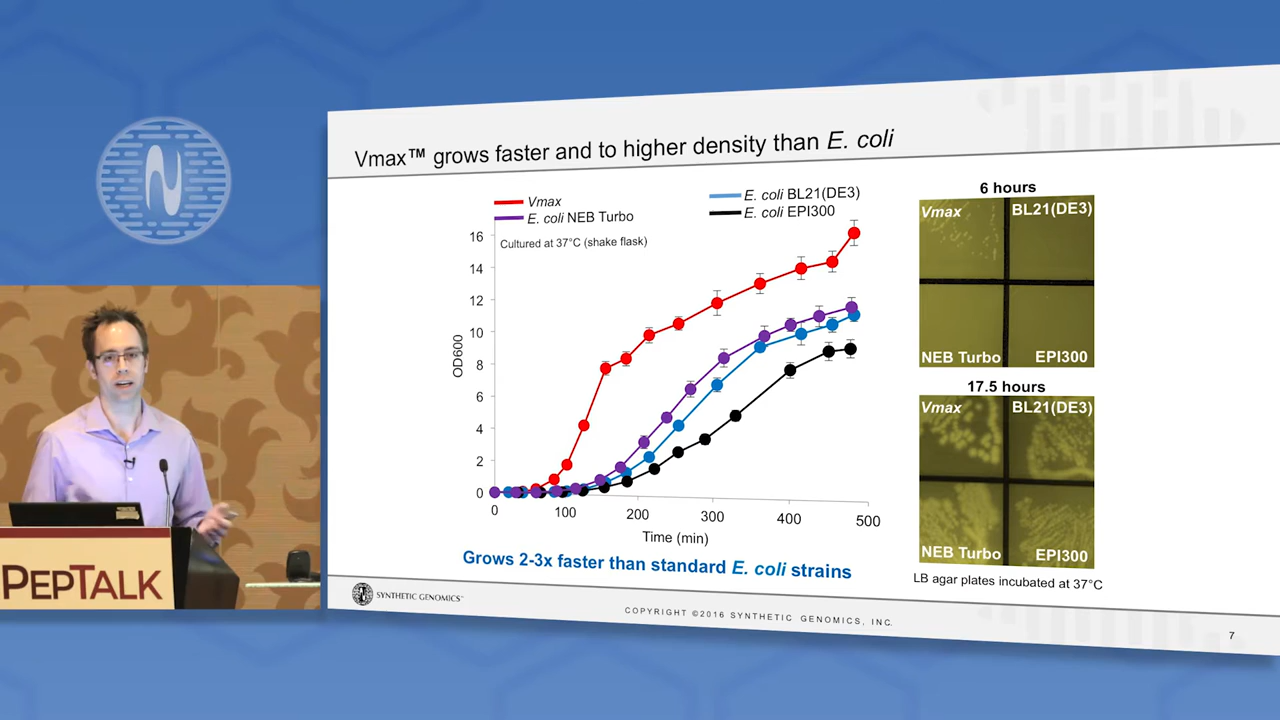 Vmax™ grows faster and to higher density than E. coli
Vmax
E. coli NEB Turbo
E. coli BL21(DE3)
E. coli EPI300
Cultured at 37°C (shake flask)
OD600
16
14
12
10
8
6
4
2
0
0 100 200 300 400 500
Time (min)
Grows 2-3x faster than standard E. coli strains
6 hours
Vmax BL21(DE3)
NEB Turbo EPI300
17.5 hours
Vmax BL21(DE3)
NEB Turbo EPI300
LB agar plates incubated at 37°C
SYNTHETIC GENOMICS™
COPYRIGHT ©2016 SYNTHETIC GENOMICS, INC.
7
PEPTALK